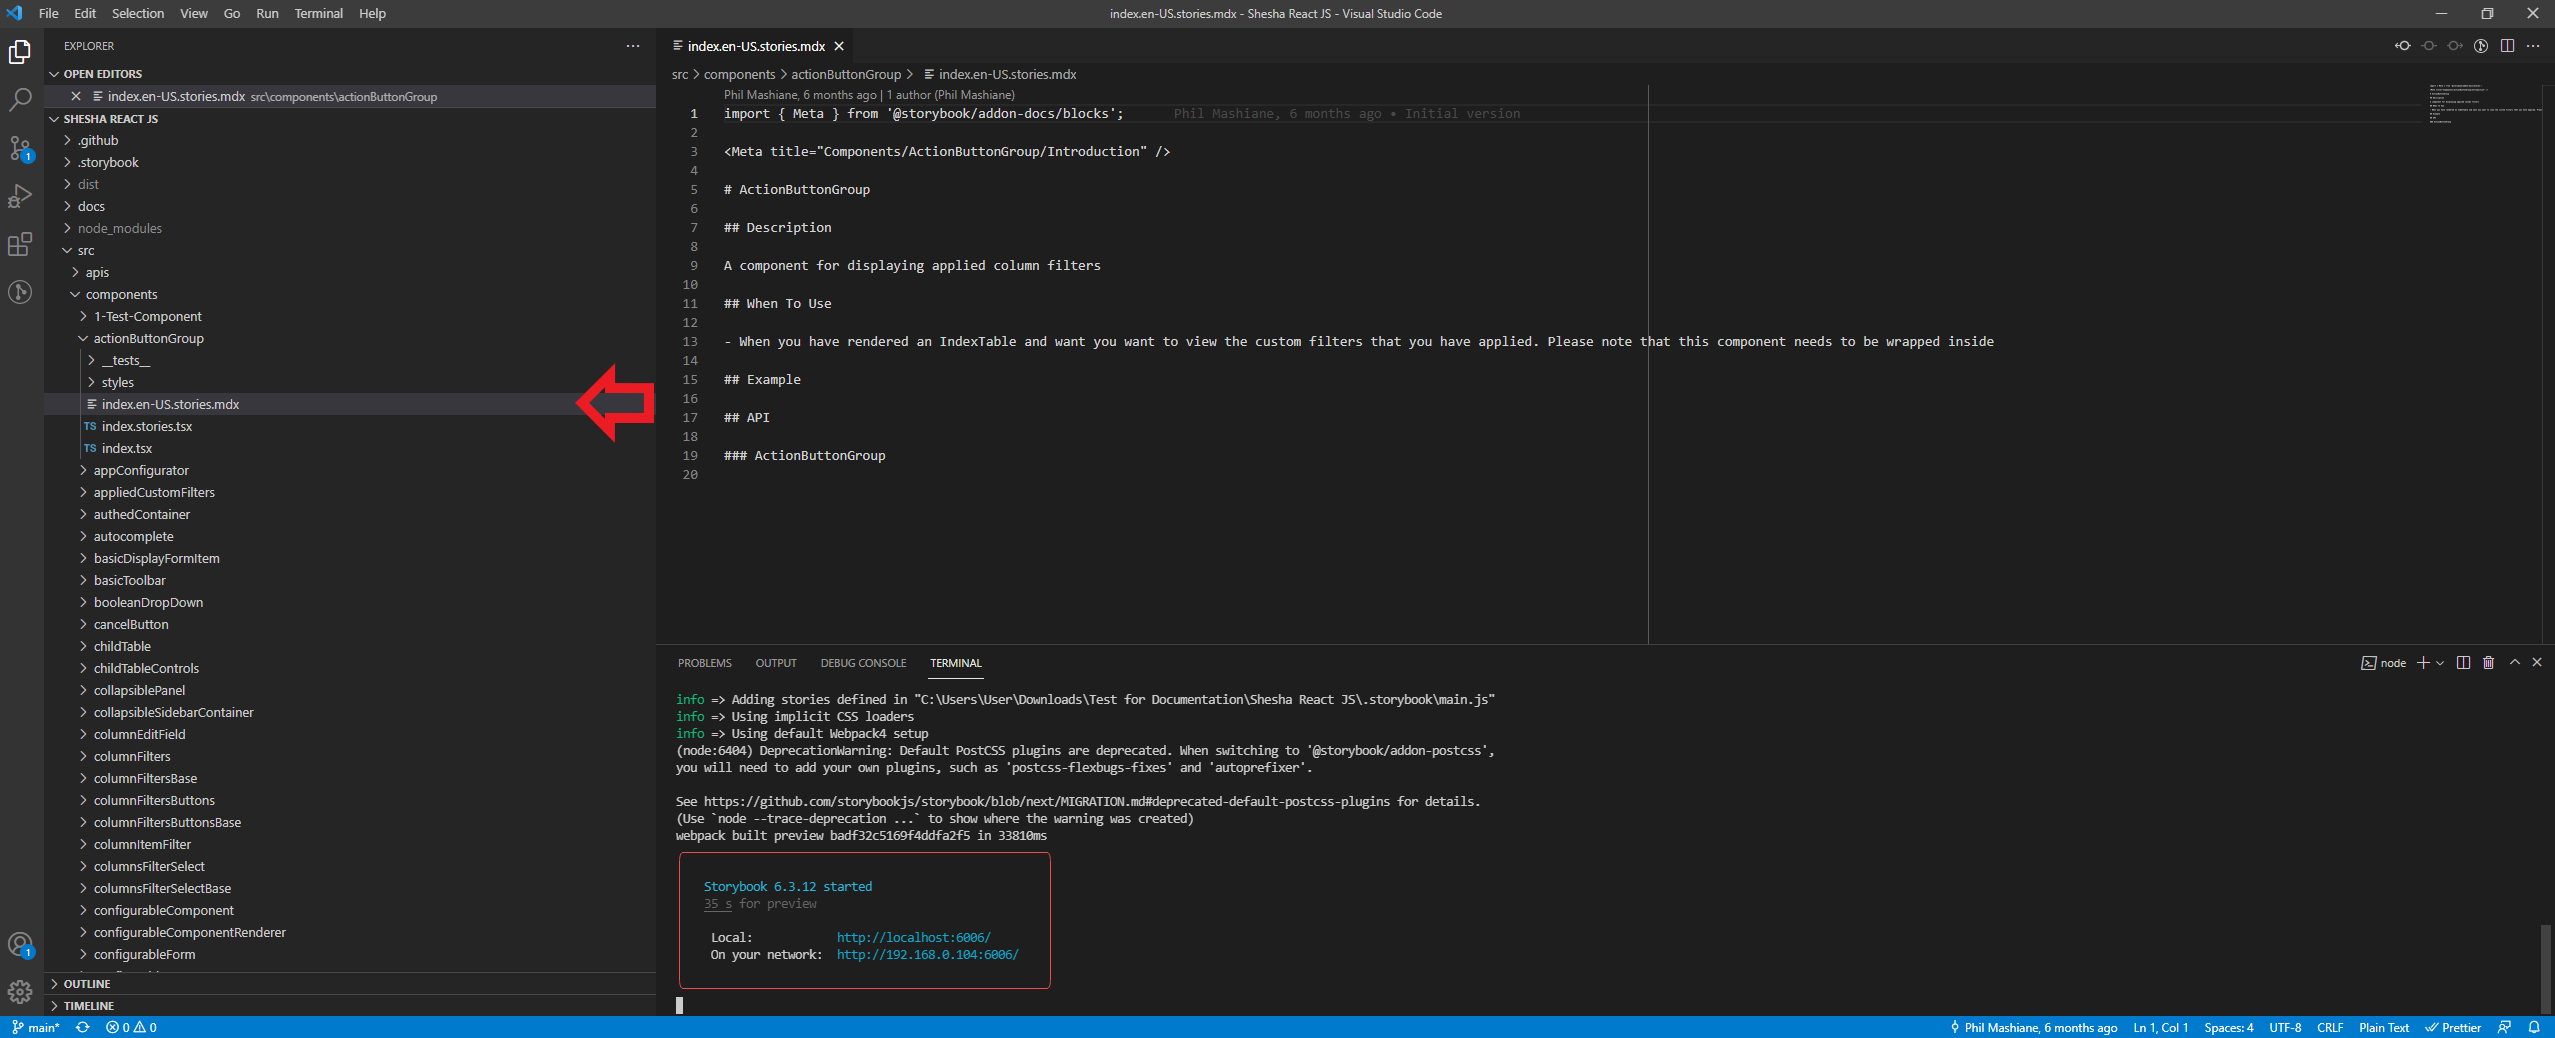 File Edit Selection View Go Run Terminal Help
index.en-US.stories.mdx - Shesha React JS - Visual Studio Code
EXPLORER
OPEN EDITORS
index.en-US.stories.mdx src\components\actionButtonGroup
SHESHA REACT JS
.github
.storybook
dist
docs
node_modules
src
apis
components
1-Test-Component
actionButtonGroup
__tests__
styles
index.en-US.stories.mdx
TS index.stories.tsx
TS index.tsx
appConfigurator
appliedCustomFilters
authedContainer
autocomplete
basicDisplayFormItem
basicToolbar
booleanDropDown
cancelButton
childTable
childTableControls
collapsiblePanel
collapsibleSidebarContainer
columnEditField
columnFilters
columnFiltersBase
columnFiltersButtons
columnFiltersButtonsBase
columnItemFilter
columnsFilterSelect
columnsFilterSelectBase
configurableComponent
configurableComponentRenderer
configurableForm
OUTLINE
TIMELINE
1
1
index.en-US.stories.mdx
src > components > actionButtonGroup > index.en-US.stories.mdx
Phil Mashiane, 6 months ago | 1 author (Phil Mashiane)
1 import { Meta } from '@storybook/addon-docs/blocks'; Phil Mashiane, 6 months ago • Initial version
2
3 <Meta title="Components/ActionButtonGroup/Introduction" />
4
5 # ActionButtonGroup
6
7 ## Description
8
9 A component for displaying applied column filters
10
11 ## When To Use
12
13 - When you have rendered an IndexTable and want you want to view the custom filters that you have applied. Please note that this component needs to be wrapped inside
14
15 ## Example
16
17 ## API
18
19 ### ActionButtonGroup
20
PROBLEMS OUTPUT DEBUG CONSOLE TERMINAL
node
info => Adding stories defined in "C:\Users\User\Downloads\Test for Documentation\Shesha React JS\.storybook\main.js"
info => Using implicit CSS loaders
info => Using default Webpack4 setup
(node:6404) DeprecationWarning: Default PostCSS plugins are deprecated. When switching to '@storybook/addon-postcss',
you will need to add your own plugins, such as 'postcss-flexbugs-fixes' and 'autoprefixer'.
See https://github.com/storybookjs/storybook/blob/next/MIGRATION.md#deprecated-default-postcss-plugins for details.
(Use `node --trace-deprecation ...` to show where the warning was created)
webpack built preview badf32c5169f4ddfa2f5 in 33810ms
Storybook 6.3.12 started
35 s for preview
Local: http://localhost:6006/
On your network: http://192.168.0.104:6006/
main* 0 0
Phil Mashiane, 6 months ago Ln 1, Col 1 Spaces: 4 UTF-8 CRLF Plain Text Prettier